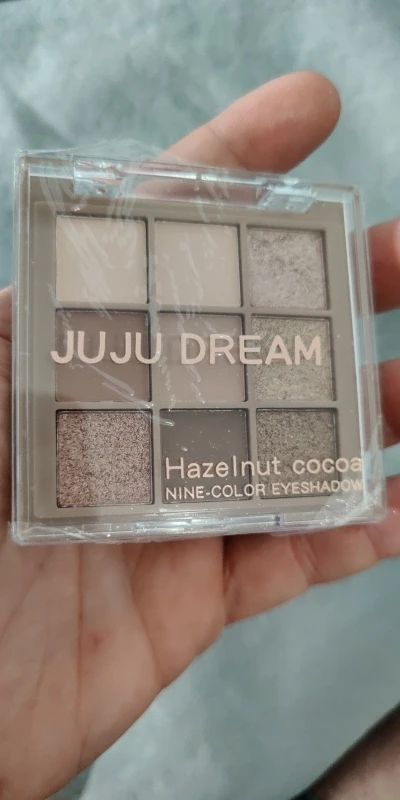 JUJU DREAM
Hazelnut cocoa
NINE-COLOR EYESHADOW